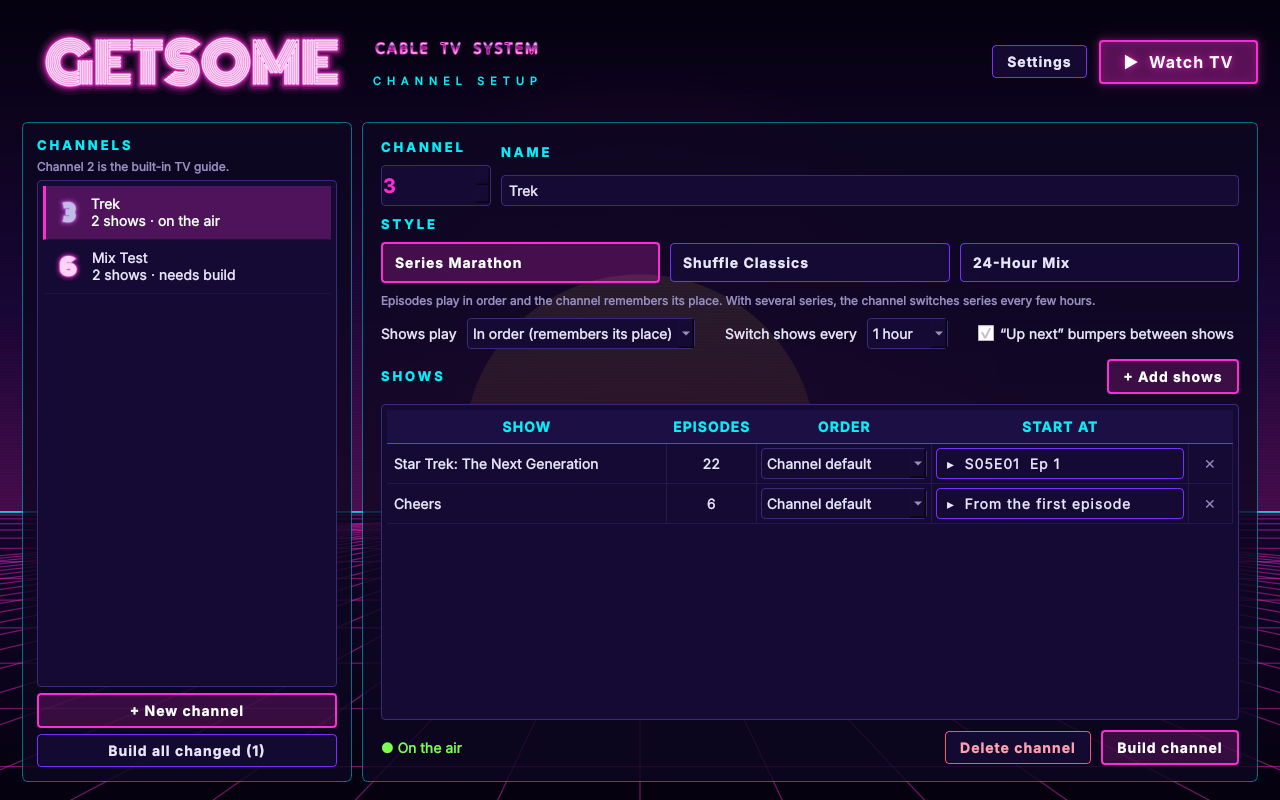 GETSOME
CABLE TV SYSTEM
CHANNEL SETUP
Settings
▶ Watch TV
CHANNELS
Channel 2 is the built-in TV guide.
3
Trek
2 shows · on the air
6
Mix Test
2 shows · needs build
+ New channel
Build all changed (1)
CHANNEL
NAME
3
Trek
STYLE
Series Marathon
Shuffle Classics
24-Hour Mix
Episodes play in order and the channel remembers its place. With several series, the channel switches series every few hours.
Shows play
In order (remembers its place)
Switch shows every
1 hour
“Up next” bumpers between shows
SHOWS
+ Add shows
SHOW EPISODES ORDER START AT
Star Trek: The Next Generation 22 Channel default ▸ S05E01 Ep 1 ×
Cheers 6 Channel default ▸ From the first episode ×
On the air
Delete channel
Build channel